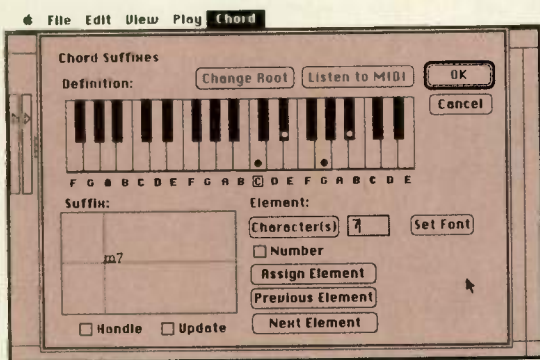 File Edit View Play Chord
Chord Suffixes
Definition: Change Root Listen to MIDI OK
Cancel
F G A B C D E F G A B C D E F G A B C D E
Suffix: Element:
Character(s) 7 Set Font
m7
Number
Assign Element
Previous Element
Handle Update Next Element